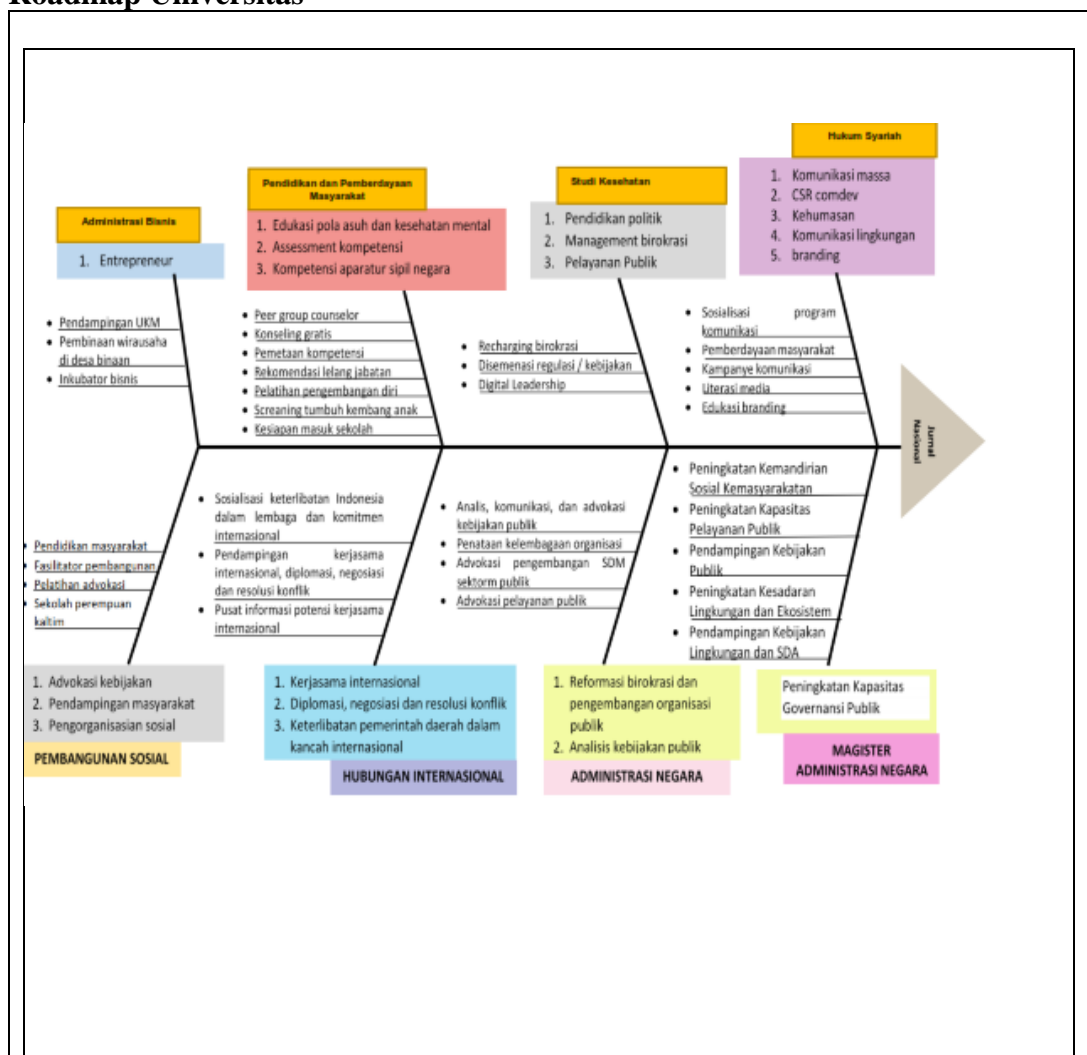 Roadmap Universitas
Hukum Syariah
1. Komunikasi massa
2. CSR comdev
3. Kehumasan
4. Komunikasi lingkungan
5. branding
Pendidikan dan Pemberdayaan
Masyarakat
1. Edukasi pola asuh dan kesehatan mental
2. Assessment kompetensi
3. Kompetensi aparatur sipil negara
Studi Kesehatan
1. Pendidikan politik
2. Management birokrasi
3. Pelayanan Publik
Administrasi Bisnis
1. Entrepreneur
• Pendampingan UKM
• Pembinaan wirausaha
di desa binaan
• Inkubator bisnis
• Peer group counselor
• Konseling gratis
• Pemetaan kompetensi
• Rekomendasi lelang jabatan
• Pelatihan pengembangan diri
• Screaning tumbuh kembang anak
• Kesiapan masuk sekolah
• Recharging birokrasi
• Disemenasi regulasi / kebijakan
• Digital Leadership
• Sosialisasi program
komunikasi
• Pemberdayaan masyarakat
• Kampanye komunikasi
• Uterasi media
• Edukasi branding
Jurnal
Nasional
• Pendidikan masyarakat
• Fasilitator pembangunan
• Pelatihan advokasi
• Sekolah perempuan
kaltim
• Sosialisasi keterlibatan Indonesia
dalam lembaga dan komitmen
internasional
• Pendampingan kerjasama
internasional, diplomasi, negosiasi
dan resolusi konflik
• Pusat informasi potensi kerjasama
internasional
• Analis, komunikasi, dan advokasi
kebijakan publik
• Penataan kelembagaan organisasi
• Advokasi pengembangan SDM
sektorm publik
• Advokasi pelayanan publik
• Peningkatan Kemandirian
Sosial Kemasyarakatan
• Peningkatan Kapasitas
Pelayanan Publik
• Pendampingan Kebijakan
Publik
• Peningkatan Kesadaran
Lingkungan dan Ekosistem
• Pendampingan Kebijakan
Lingkungan dan SDA
1. Advokasi kebijakan
2. Pendampingan masyarakat
3. Pengorganisasian sosial
PEMBANGUNAN SOSIAL
1. Kerjasama internasional
2. Diplomasi, negosiasi dan resolusi konflik
3. Keterlibatan pemerintah daerah dalam
kancah internasional
HUBUNGAN INTERNASIONAL
1. Reformasi birokrasi dan
pengembangan organisasi
publik
2. Analisis kebijakan publik
ADMINISTRASI NEGARA
Peningkatan Kapasitas
Governansi Publik
MAGISTER
ADMINISTRASI NEGARA